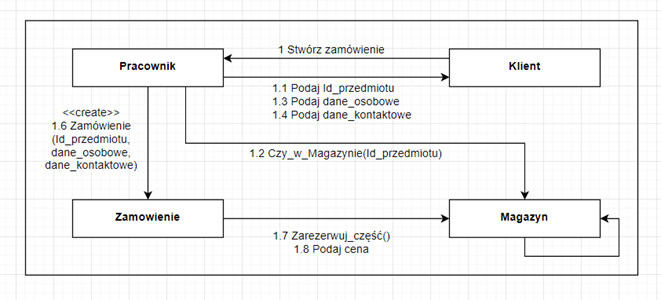 1 Stwórz zamówienie
Pracownik
Klient
1.1 Podaj Id_przedmiotu
1.3 Podaj dane_osobowe
1.4 Podaj dane_kontaktowe
<<create>>
1.6 Zamówienie
(Id_przedmiotu,
dane_osobowe,
dane_kontaktowe)
1.2 Czy_w_Magazynie(Id_przedmiotu)
Zamowienie
Magazyn
1.7 Zarezerwuj_część()
1.8 Podaj cena